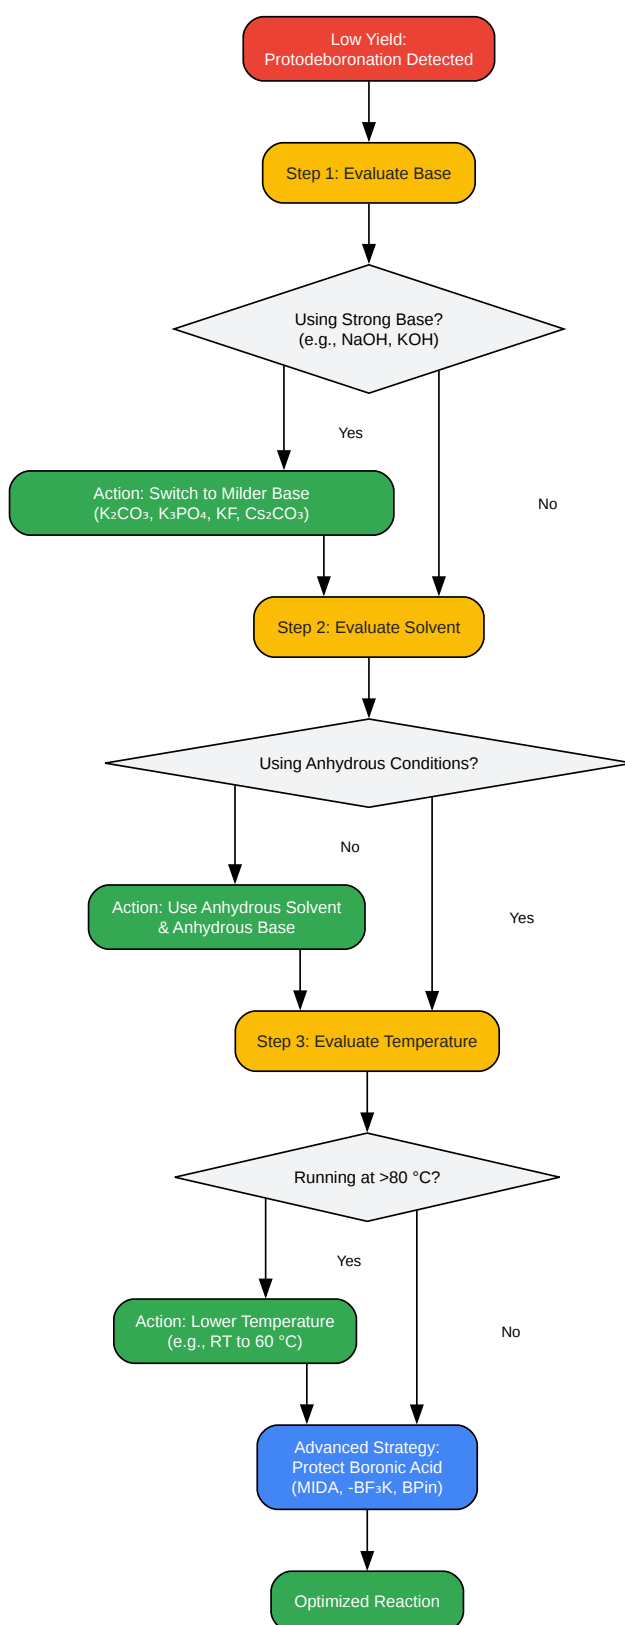 Low Yield:
Protodeboronation Detected
Step 1: Evaluate Base
Using Strong Base?
(e.g., NaOH, KOH)
Yes
Action: Switch to Milder Base
(K₂CO₃, K₃PO₄, KF, Cs₂CO₃)
No
Step 2: Evaluate Solvent
Using Anhydrous Conditions?
No
Action: Use Anhydrous Solvent
& Anhydrous Base
Yes
Step 3: Evaluate Temperature
Running at >80 °C?
Yes
Action: Lower Temperature
(e.g., RT to 60 °C)
No
Advanced Strategy:
Protect Boronic Acid
(MIDA, -BF₃K, BPin)
Optimized Reaction